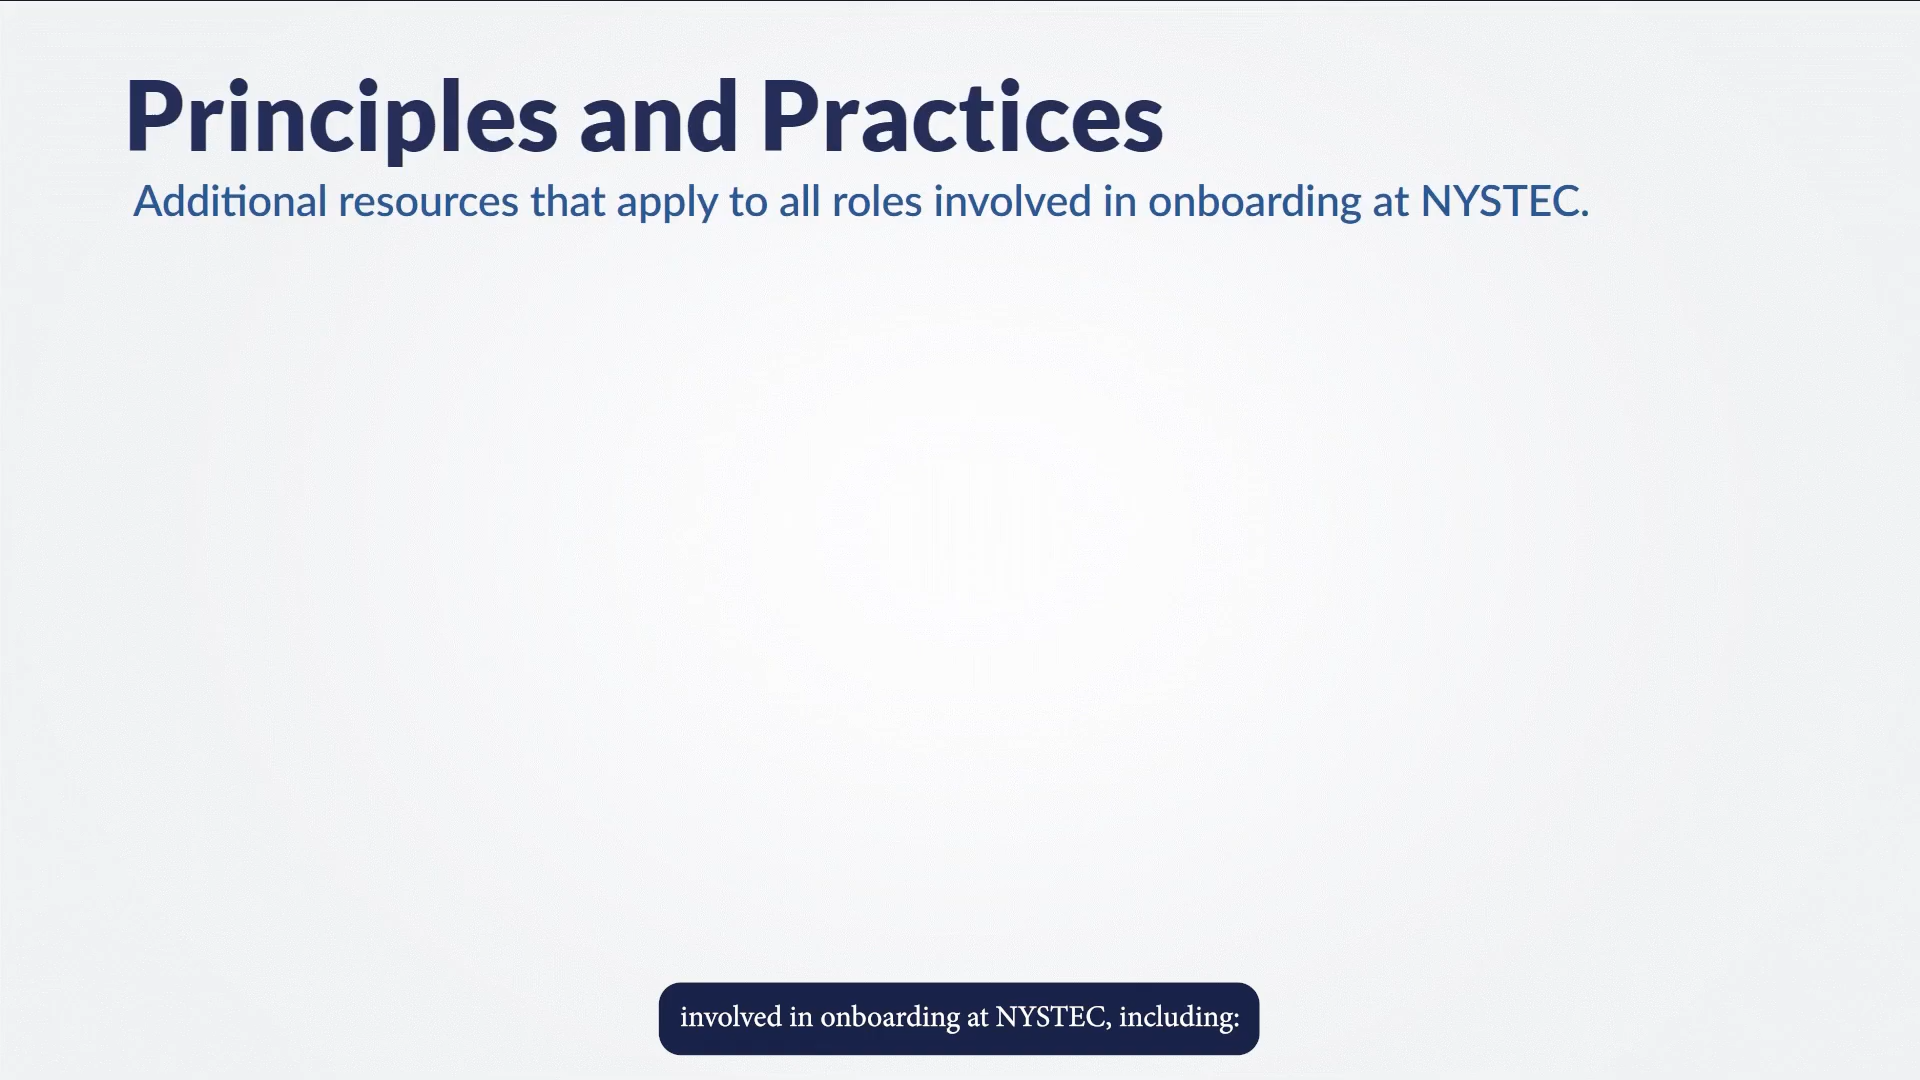 Principles and Practices
Additional resources that apply to all roles involved in onboarding at NYSTEC.
involved in onboarding at NYSTEC, including: